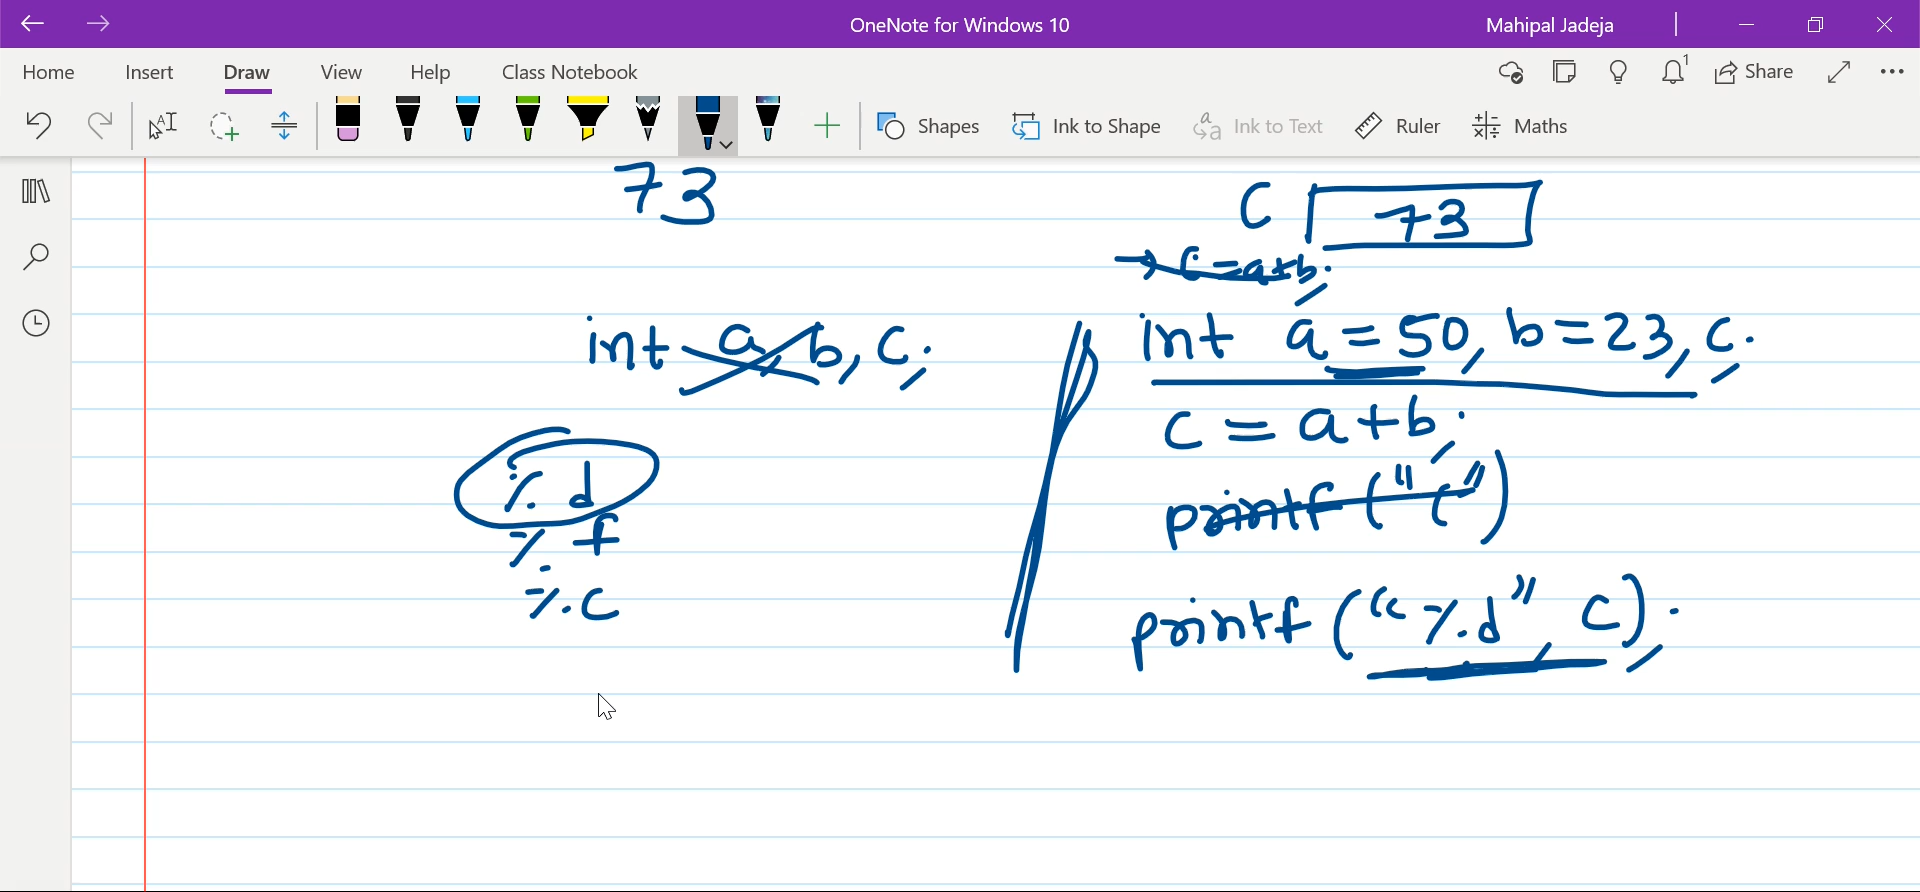 OneNote for Windows 10
Mahipal Jadeja
Home Insert Draw View Help Class Notebook
1 Share
Shapes Ink to Shape Ink to Text Ruler Maths
73
C 73
→ c = a+b;
int a, b, c;
int a = 50, b = 23, c;
c = a+b;
% d
printf ("c")
% f
% c
printf ("%d", c);